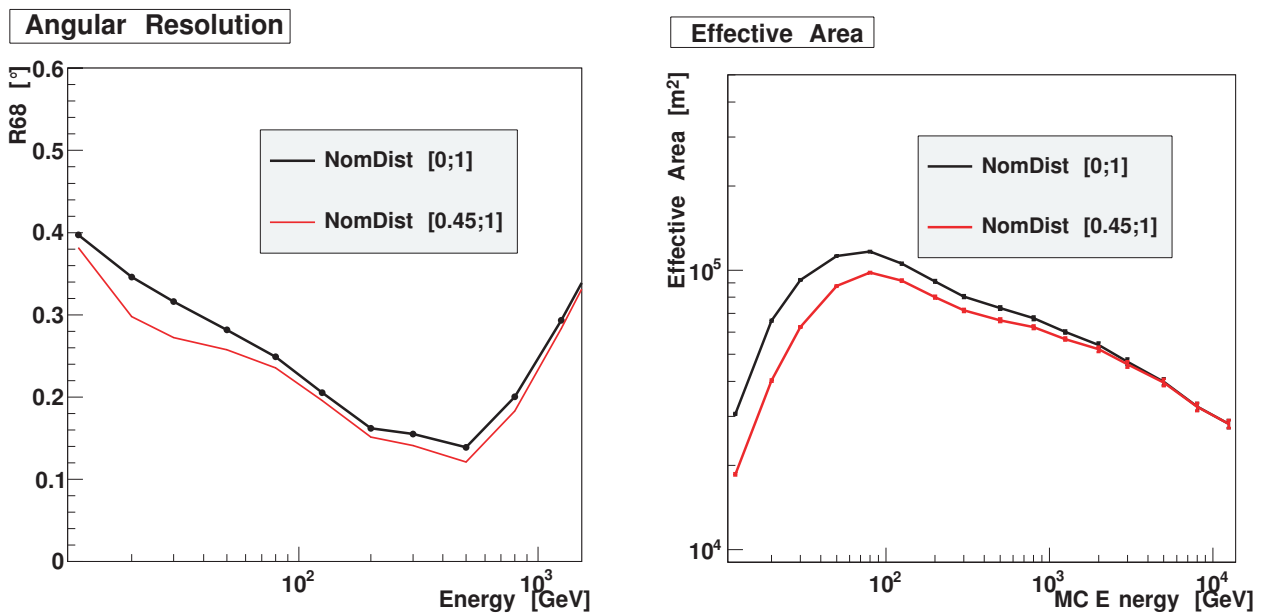 Angular Resolution
R68 [°]
0.6
0.5
0.4
0.3
0.2
0.1
0
NomDist [0;1]
NomDist [0.45;1]
10²
10³
Energy [GeV]
Effective Area
Effective Area [m²]
10⁵
10⁴
NomDist [0;1]
NomDist [0.45;1]
10²
10³
10⁴
MC E nergy [GeV]